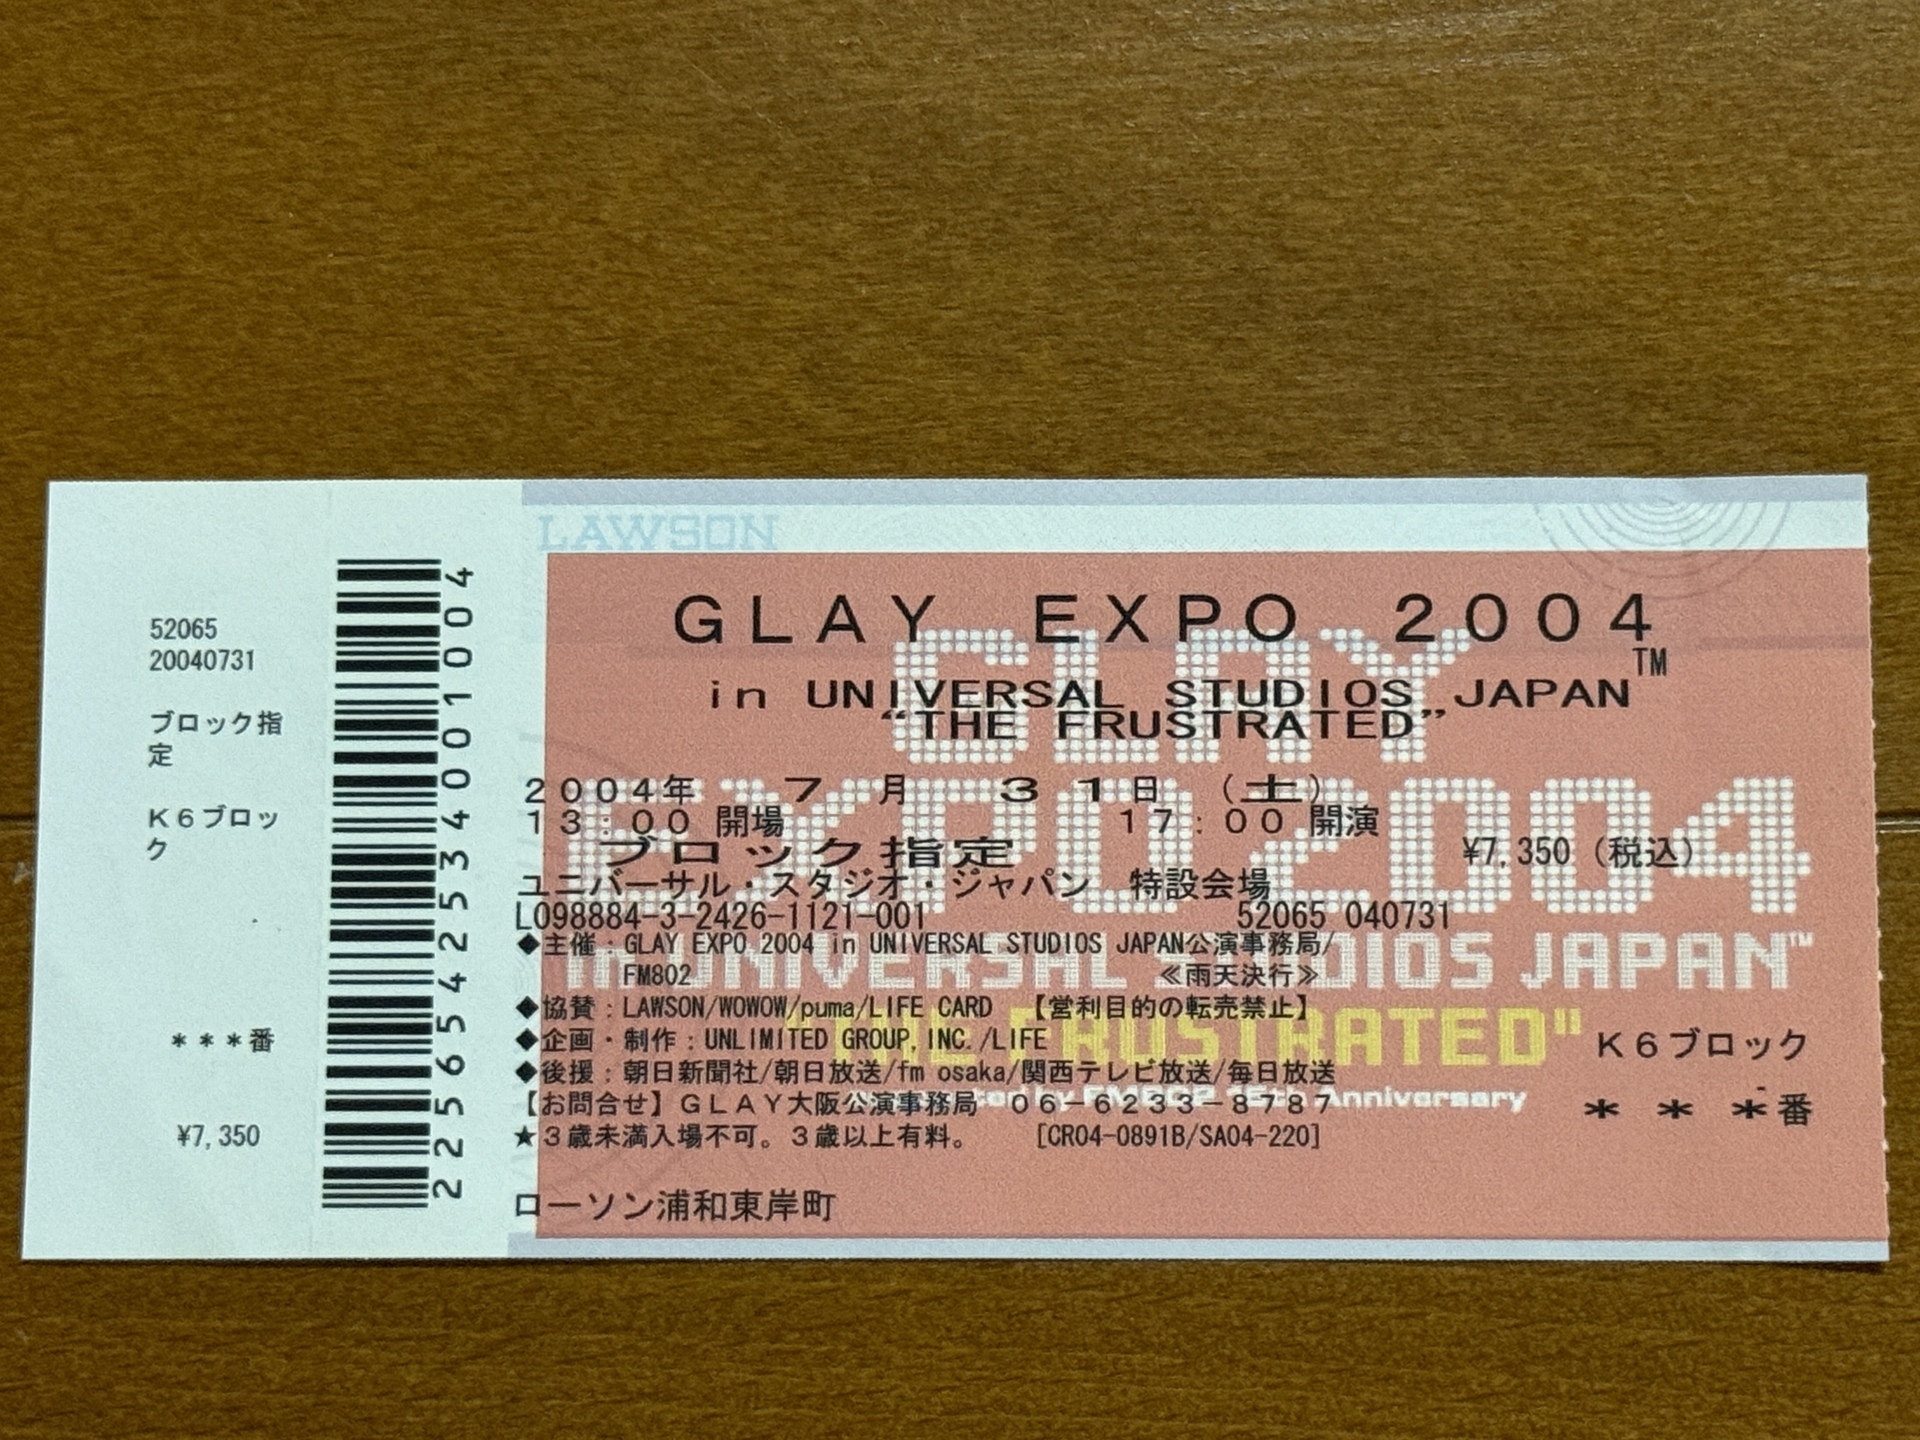 52065
20040731
ブロック指
定
K6ブロッ
ク
***番
¥7,350
2256542534001004
LAWSON
GLAY EXPO 2004
in UNIVERSAL STUDIOS JAPAN™
“THE FRUSTRATED”
2004年 7月 31日 (土)
13:00 開場 17:00 開演
ブロック指定 ¥7,350 (税込)
ユニバーサル・スタジオ・ジャパン 特設会場
L098884-3-2426-1121-001 52065 040731
◆主催:GLAY EXPO 2004 in UNIVERSAL STUDIOS JAPAN公演事務局/
FM802 ≪雨天決行≫
◆協賛:LAWSON/WOWOW/puma/LIFE CARD 【営利目的の転売禁止】
◆企画・制作:UNLIMITED GROUP,INC./LIFE
◆後援:朝日新聞社/朝日放送/fm osaka/関西テレビ放送/毎日放送
【お問合せ】GLAY大阪公演事務局 06-6233-8787
★3歳未満入場不可。3歳以上有料。 [CR04-0891B/SA04-220]
K6ブロック
***番
ローソン浦和東岸町
GLAY
EXPO 2004
in UNIVERSAL STUDIOS JAPAN™
"THE FRUSTRATED"
by FM802 15th Anniversary